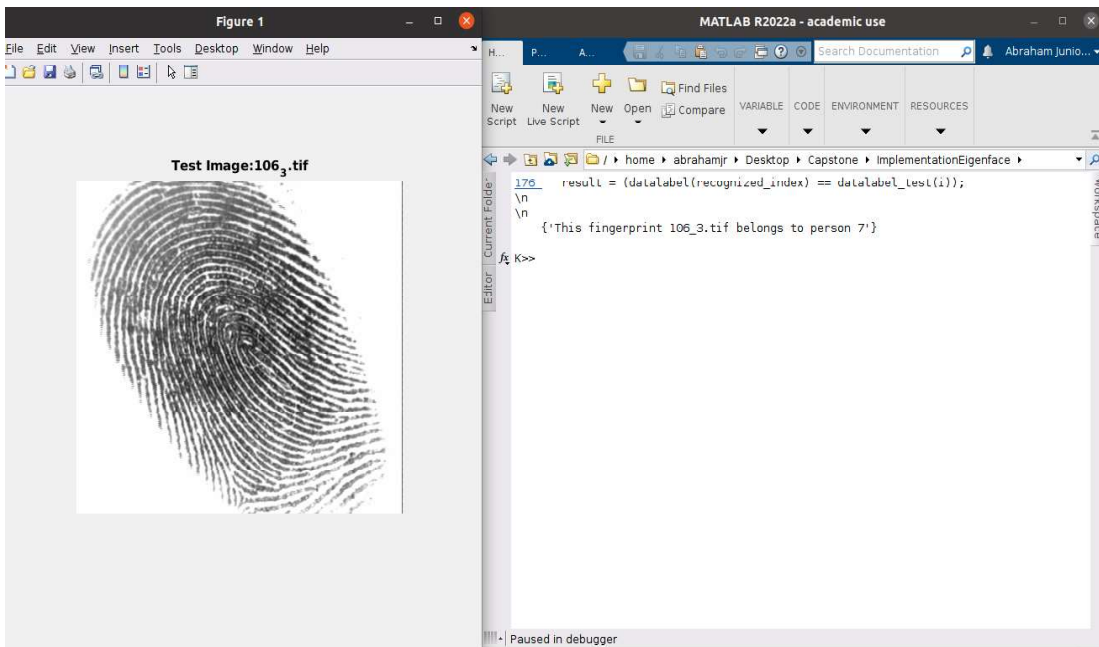 Figure 1
File Edit View Insert Tools Desktop Window Help
Test Image:106₃.tif
MATLAB R2022a - academic use
H... P... A... Search Documentation Abraham Junio...
New Script
New Live Script
New
Open
Find Files
Compare
FILE
VARIABLE CODE ENVIRONMENT RESOURCES
/ home abrahamjr Desktop Capstone ImplementationEigenface
Current Folde
Editor
Workspace
176 result = (datalabel(recognized_index) == datalabel_test(i));
\n
\n
{'This fingerprint 106_3.tif belongs to person 7'}
fx K>>
Paused in debugger